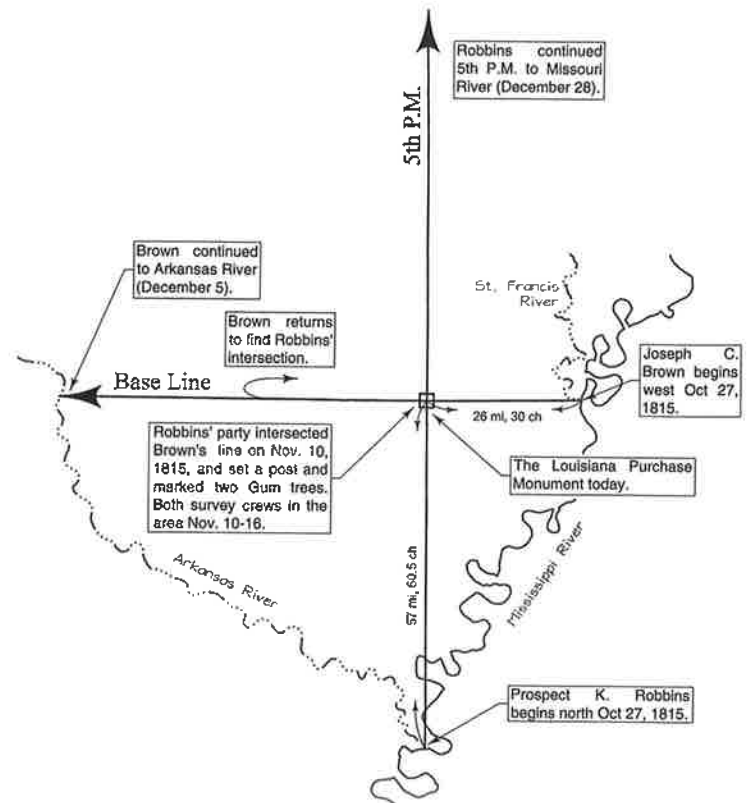 Robbins continued
5th P.M. to Missouri
River (December 28).
5th P.M.
Brown continued
to Arkansas River
(December 5).
St. Francis
River
Brown returns
to find Robbins'
intersection.
Joseph C.
Brown begins
west Oct 27,
1815.
Base Line
26 mi, 30 ch
Robbins' party intersected
Brown's line on Nov. 10,
1815, and set a post and
marked two Gum trees.
Both survey crews in the
area Nov. 10-16.
The Louisiana Purchase
Monument today.
Arkansas River
57 mi, 60.5 ch
Mississippi River
Prospect K. Robbins
begins north Oct 27, 1815.